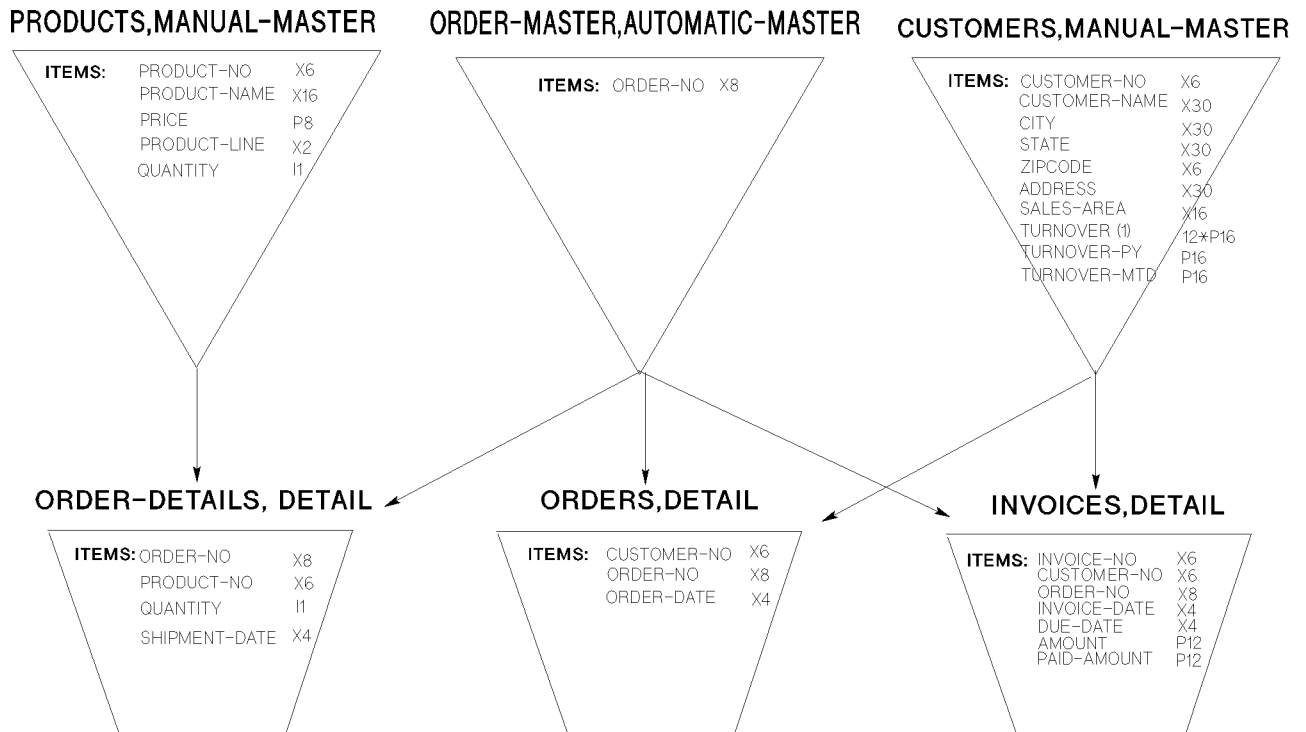 PRODUCTS,MANUAL-MASTER
ITEMS: PRODUCT-NO X6
PRODUCT-NAME X16
PRICE P8
PRODUCT-LINE X2
QUANTITY I1
ORDER-MASTER,AUTOMATIC-MASTER
ITEMS: ORDER-NO X8
CUSTOMERS,MANUAL-MASTER
ITEMS: CUSTOMER-NO X6
CUSTOMER-NAME X30
CITY X30
STATE X30
ZIPCODE X6
ADDRESS X30
SALES-AREA X16
TURNOVER (1) 12*P16
TURNOVER-PY P16
TURNOVER-MTD P16
ORDER-DETAILS, DETAIL
ITEMS: ORDER-NO X8
PRODUCT-NO X6
QUANTITY I1
SHIPMENT-DATE X4
ORDERS,DETAIL
ITEMS: CUSTOMER-NO X6
ORDER-NO X8
ORDER-DATE X4
INVOICES,DETAIL
ITEMS: INVOICE-NO X6
CUSTOMER-NO X6
ORDER-NO X8
INVOICE-DATE X4
DUE-DATE X4
AMOUNT P12
PAID-AMOUNT P12